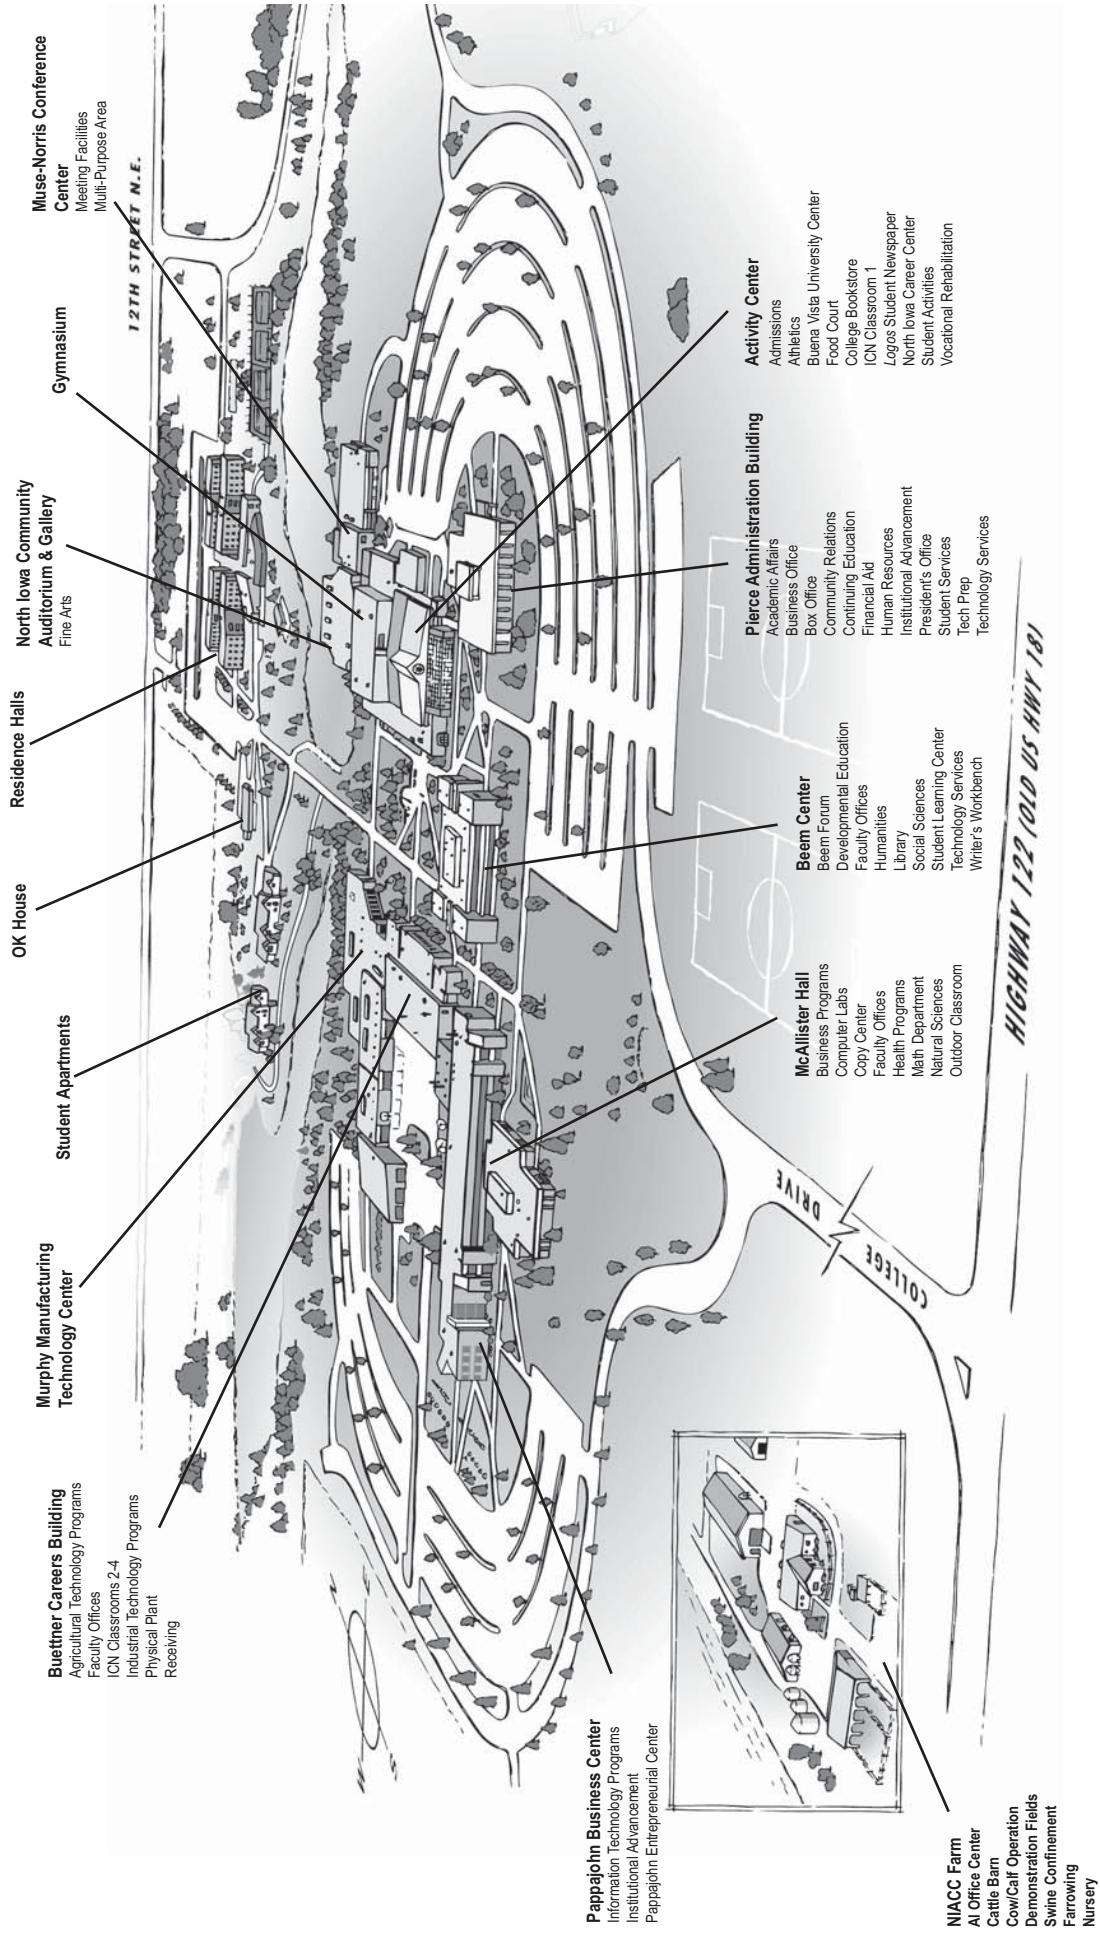 Buettner Careers Building
Agricultural Technology Programs
Faculty Offices
ICN Classrooms 2-4
Industrial Technology Programs
Physical Plant
Receiving
Murphy Manufacturing
Technology Center
Student Apartments
OK House
Residence Halls
North Iowa Community
Auditorium & Gallery
Fine Arts
Gymnasium
Muse-Norris Conference
Center
Meeting Facilities
Multi-Purpose Area
12TH STREET N.E.
Pappajohn Business Center
Information Technology Programs
Institutional Advancement
Pappajohn Entrepreneurial Center
McAllister Hall
Business Programs
Computer Labs
Copy Center
Faculty Offices
Health Programs
Math Department
Natural Sciences
Outdoor Classroom
Beem Center
Beem Forum
Developmental Education
Faculty Offices
Humanities
Library
Social Sciences
Student Learning Center
Technology Services
Writer's Workbench
Pierce Administration Building
Academic Affairs
Business Office
Box Office
Community Relations
Continuing Education
Financial Aid
Human Resources
Institutional Advancement
President's Office
Student Services
Tech Prep
Technology Services
Activity Center
Admissions
Athletics
Buena Vista University Center
Food Court
College Bookstore
ICN Classroom 1
Logos Student Newspaper
North Iowa Career Center
Student Activities
Vocational Rehabilitation
COLLEGE DRIVE
HIGHWAY 122 (OLD US HWY 18)
NIACC Farm
AI Office Center
Cattle Barn
Cow/Calf Operation
Demonstration Fields
Swine Confinement
Farrowing
Nursery